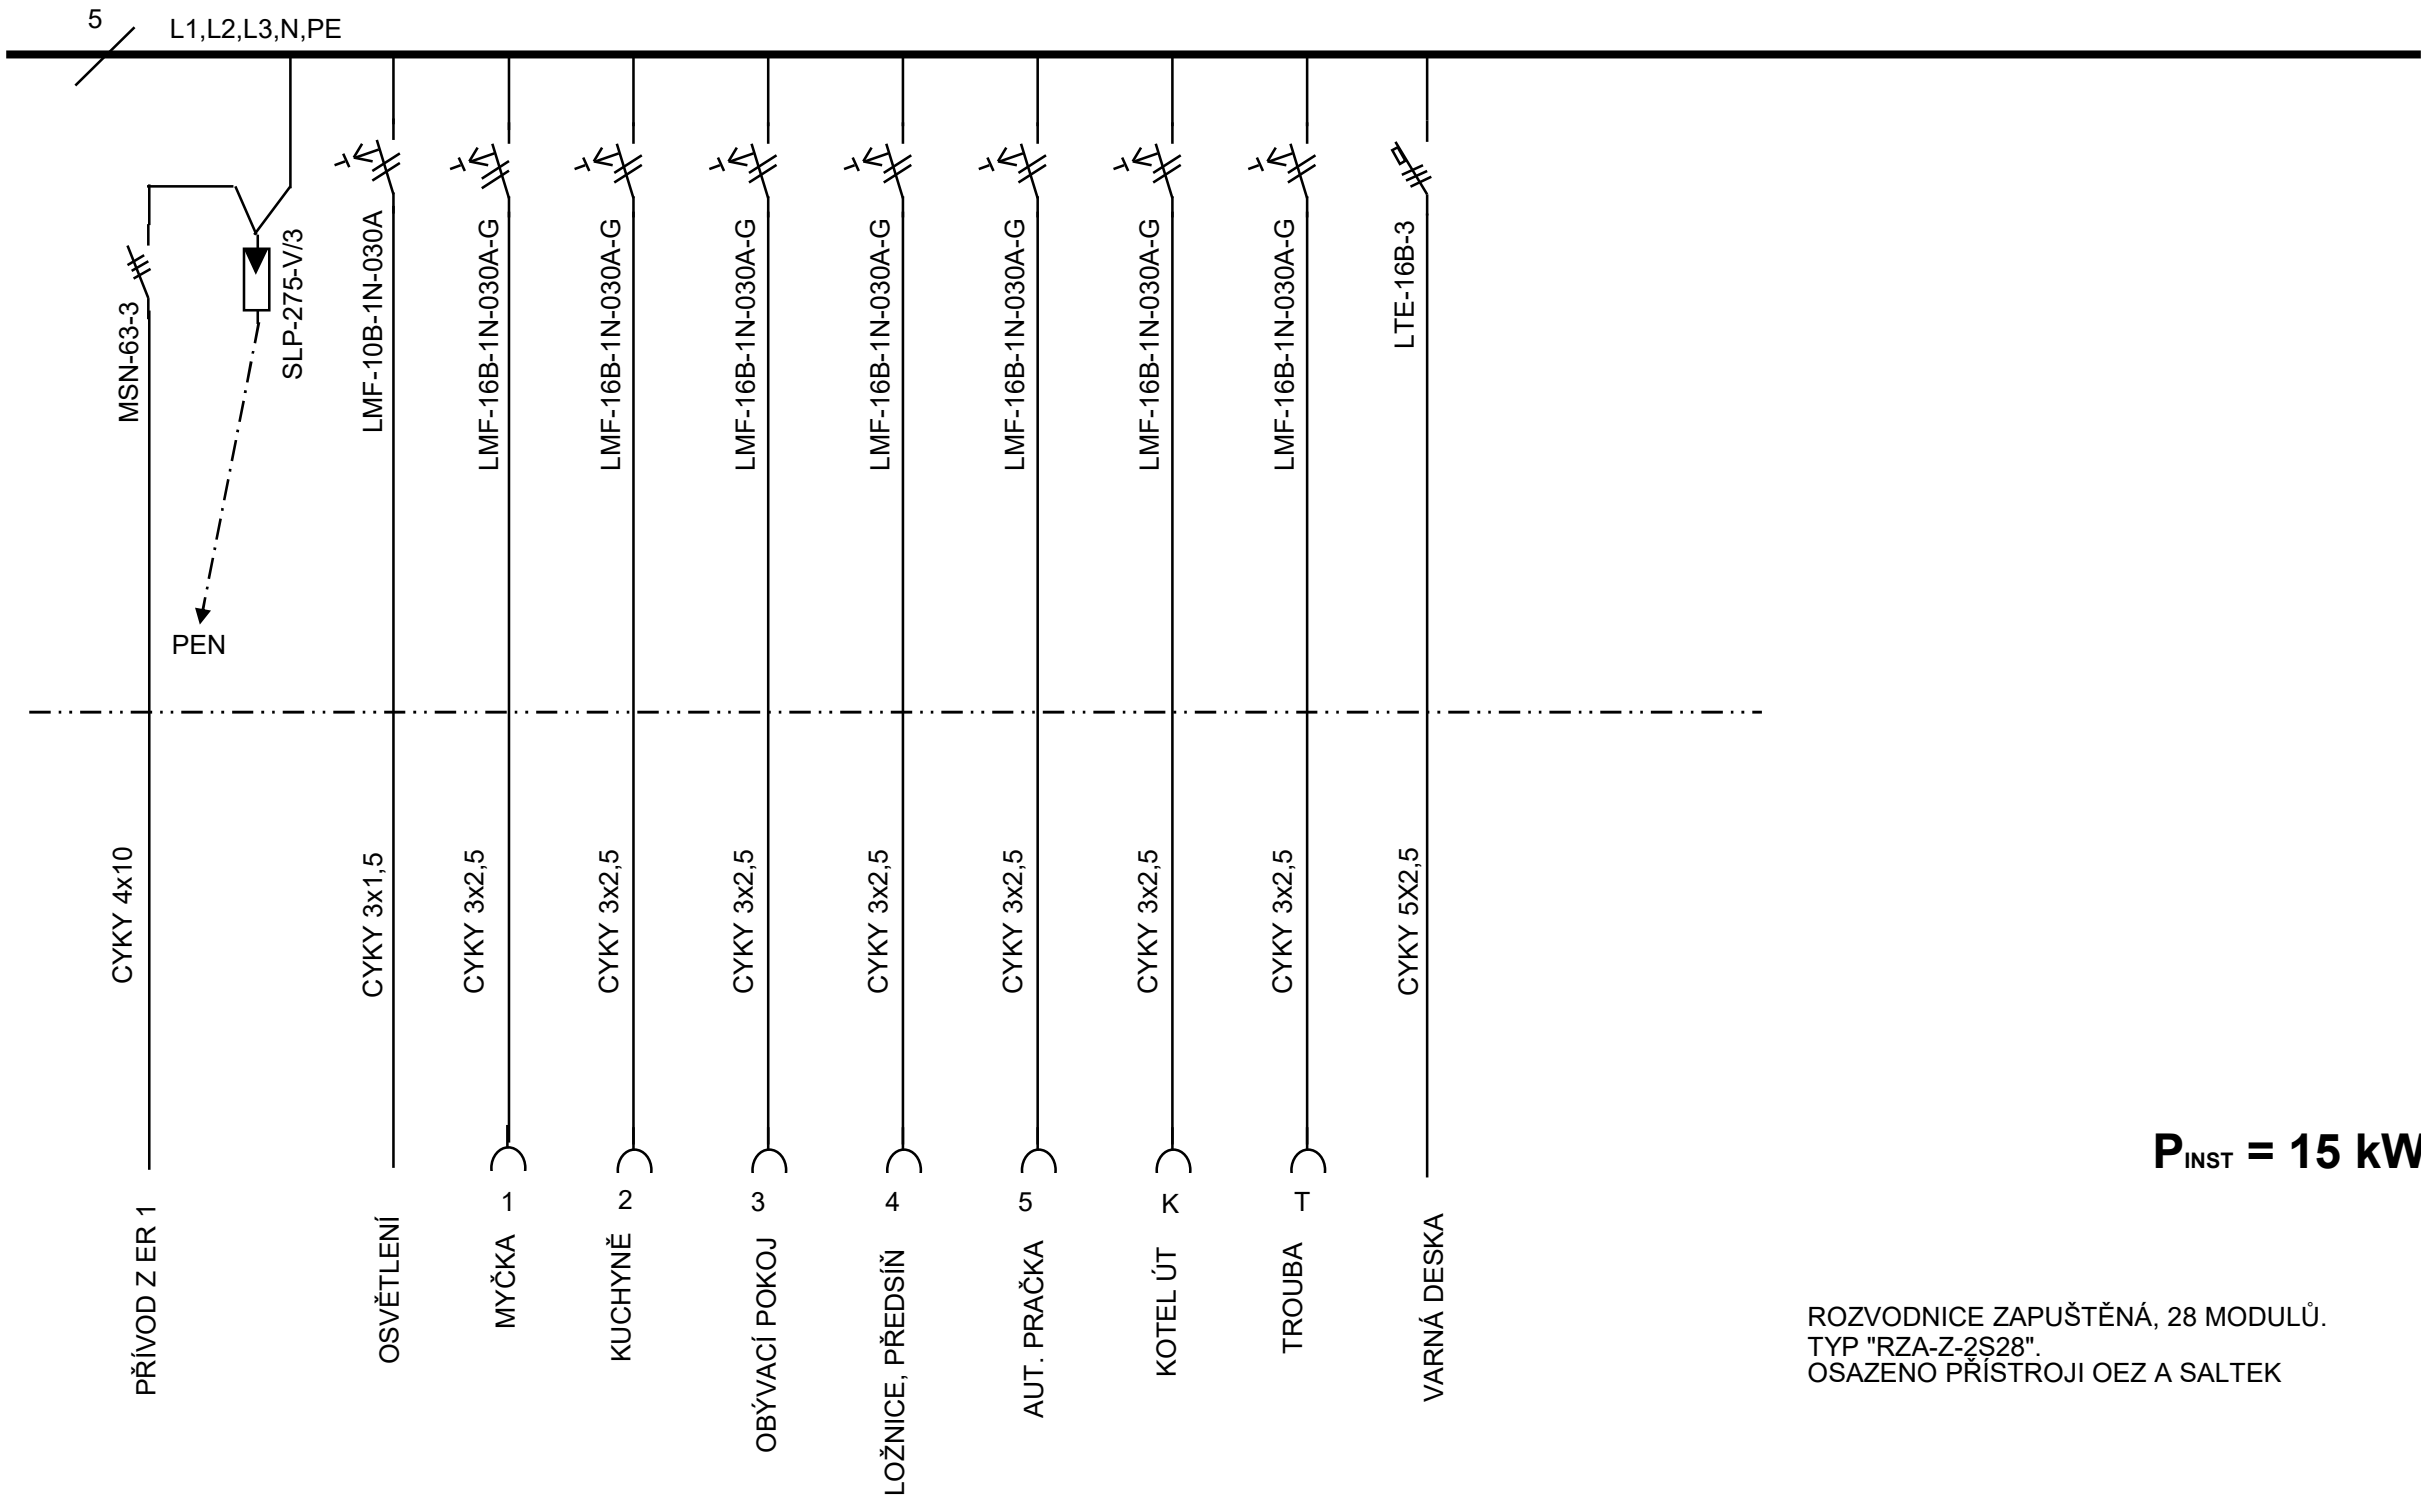 5
L1,L2,L3,N,PE
MSN-63-3
SLP-275-V/3
LMF-10B-1N-030A
LMF-16B-1N-030A-G
LMF-16B-1N-030A-G
LMF-16B-1N-030A-G
LMF-16B-1N-030A-G
LMF-16B-1N-030A-G
LMF-16B-1N-030A-G
LMF-16B-1N-030A-G
LTE-16B-3
PEN
CYKY 4x10
CYKY 3x1,5
CYKY 3x2,5
CYKY 3x2,5
CYKY 3x2,5
CYKY 3x2,5
CYKY 3x2,5
CYKY 3x2,5
CYKY 3x2,5
CYKY 5X2,5
PŘÍVOD Z ER 1
OSVĚTLENÍ
MYČKA 1
KUCHYNĚ 2
OBÝVACÍ POKOJ 3
LOŽNICE, PŘEDSÍŇ 4
AUT. PRAČKA 5
KOTEL ÚT K
TROUBA T
VARNÁ DESKA
PINST = 15 kW
ROZVODNICE ZAPUŠTĚNÁ, 28 MODULŮ.
TYP "RZA-Z-2S28".
OSAZENO PŘÍSTROJI OEZ A SALTEK